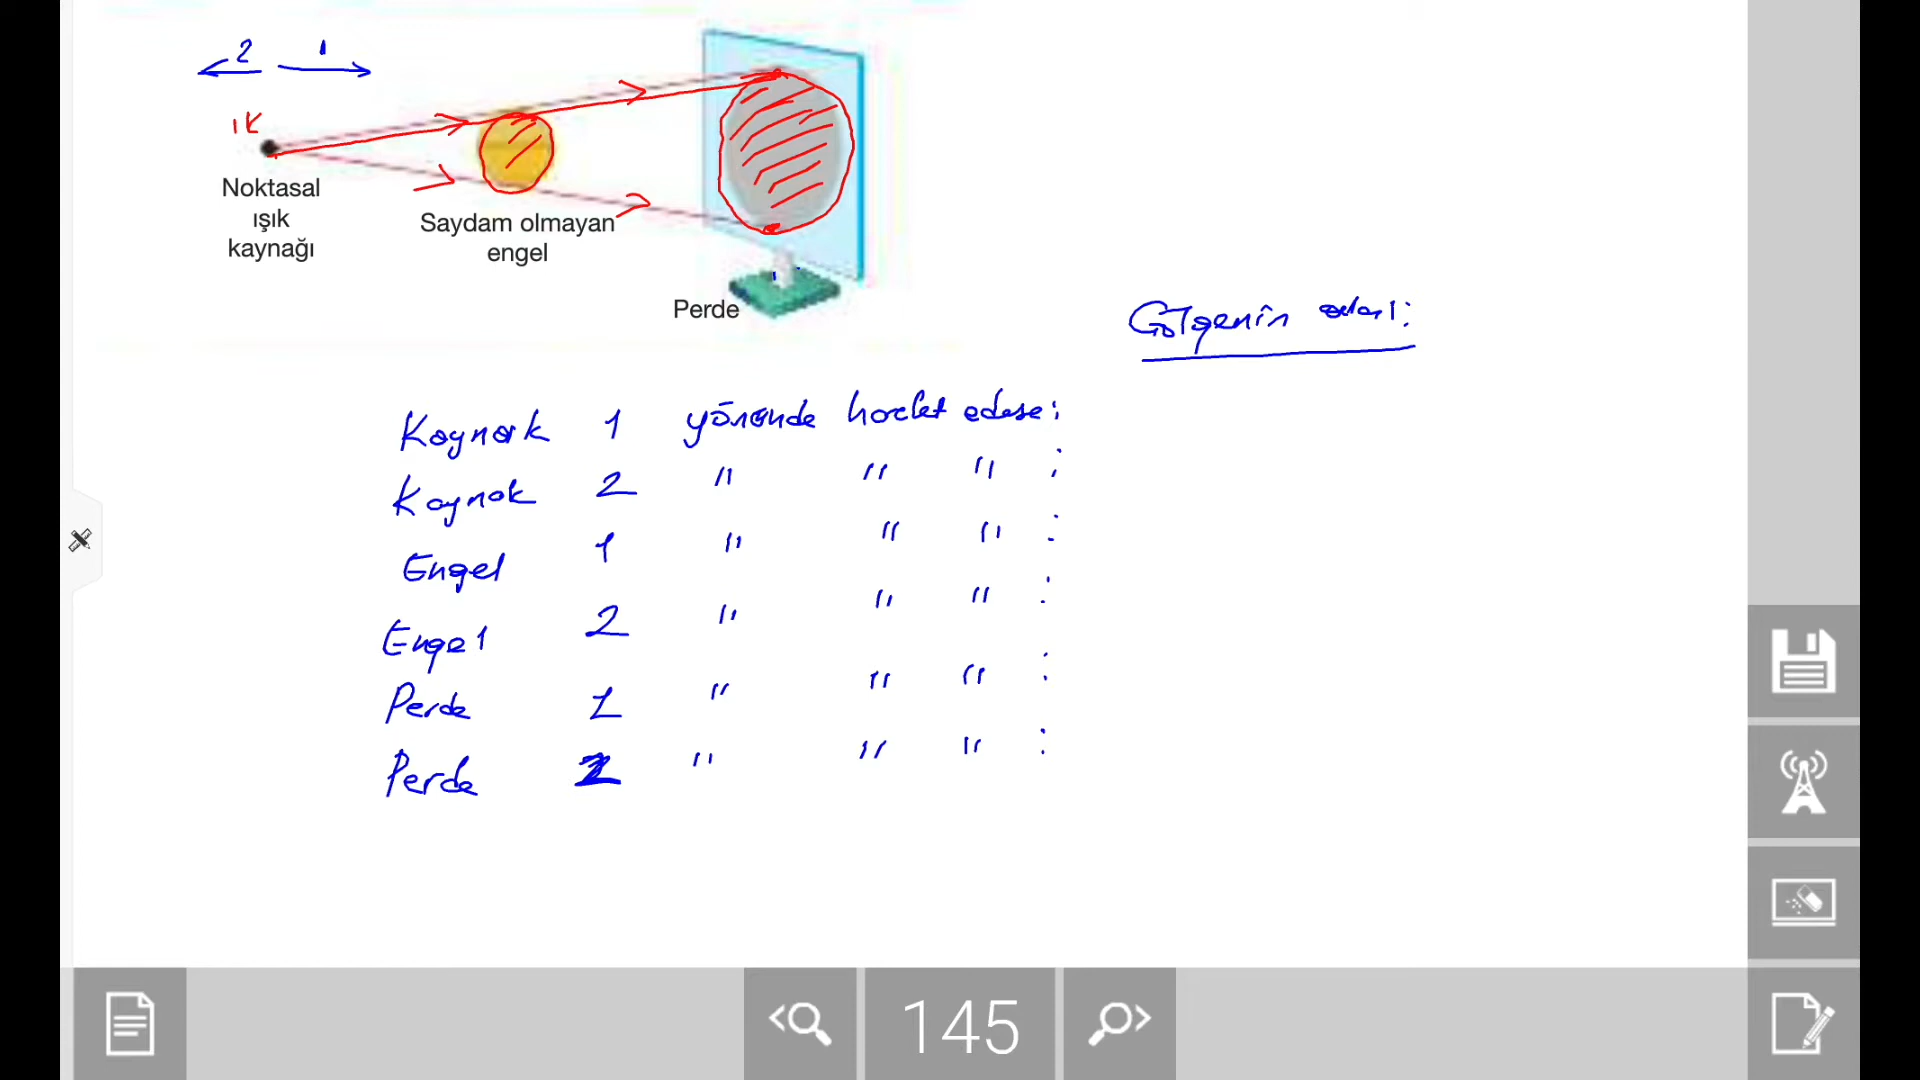 2 1
IK
Noktasal
ışık
kaynağı
Saydam olmayan
engel
Perde
Gölgenin alanı:
Kaynak 1 yönünde hareket ederse:
Kaynak 2 " " " :
Engel 1 " " " :
Engel 2 " " " :
Perde 1 " " " :
Perde 2 " " " :
145